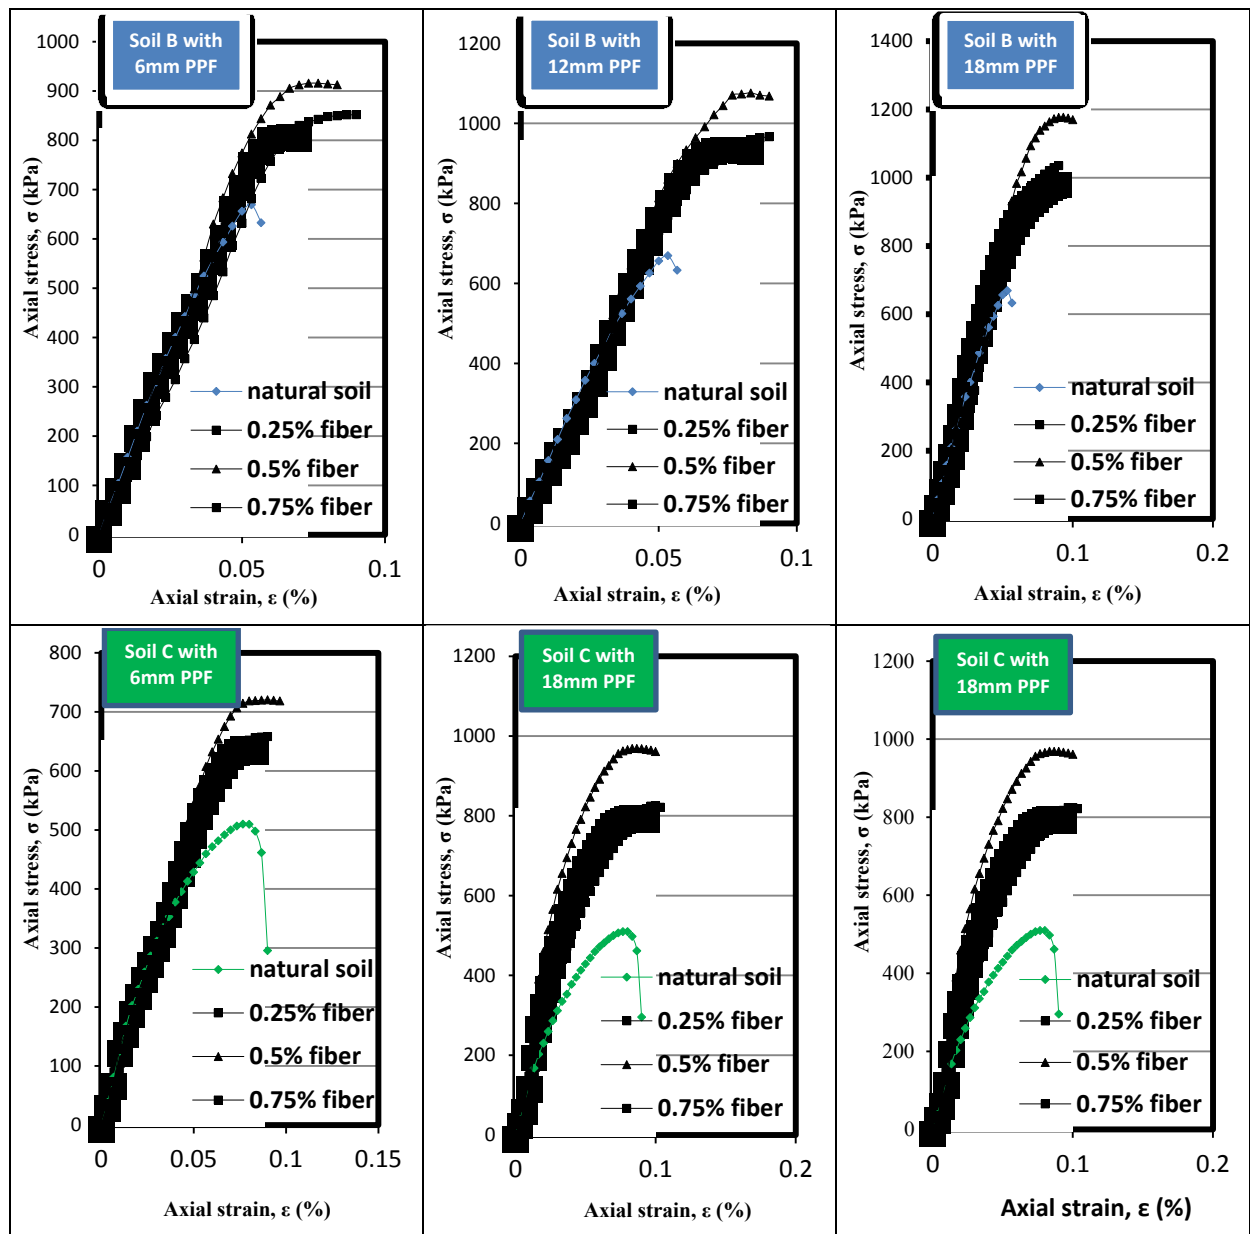 Soil B with
6mm PPF
Axial stress, σ (kPa)
1000
900
800
700
600
500
400
300
200
100
0
natural soil
0.25% fiber
0.5% fiber
0.75% fiber
0
0.05
0.1
Axial strain, ε (%)
Soil B with
12mm PPF
Axial stress, σ (kPa)
1200
1000
800
600
400
200
0
natural soil
0.25% fiber
0.5% fiber
0.75% fiber
0
0.05
0.1
Axial strain, ε (%)
Soil B with
18mm PPF
Axial stress, σ (kPa)
1400
1200
1000
800
600
400
200
0
natural soil
0.25% fiber
0.5% fiber
0.75% fiber
0
0.1
0.2
Axial strain, ε (%)
Soil C with
6mm PPF
Axial stress, σ (kPa)
800
700
600
500
400
300
200
100
0
natural soil
0.25% fiber
0.5% fiber
0.75% fiber
0
0.05
0.1
0.15
Axial strain, ε (%)
Soil C with
18mm PPF
Axial stress, σ (kPa)
1200
1000
800
600
400
200
0
natural soil
0.25% fiber
0.5% fiber
0.75% fiber
0
0.1
0.2
Axial strain, ε (%)
Soil C with
18mm PPF
Axial stress, σ (kPa)
1200
1000
800
600
400
200
0
natural soil
0.25% fiber
0.5% fiber
0.75% fiber
0
0.1
0.2
Axial strain, ε (%)